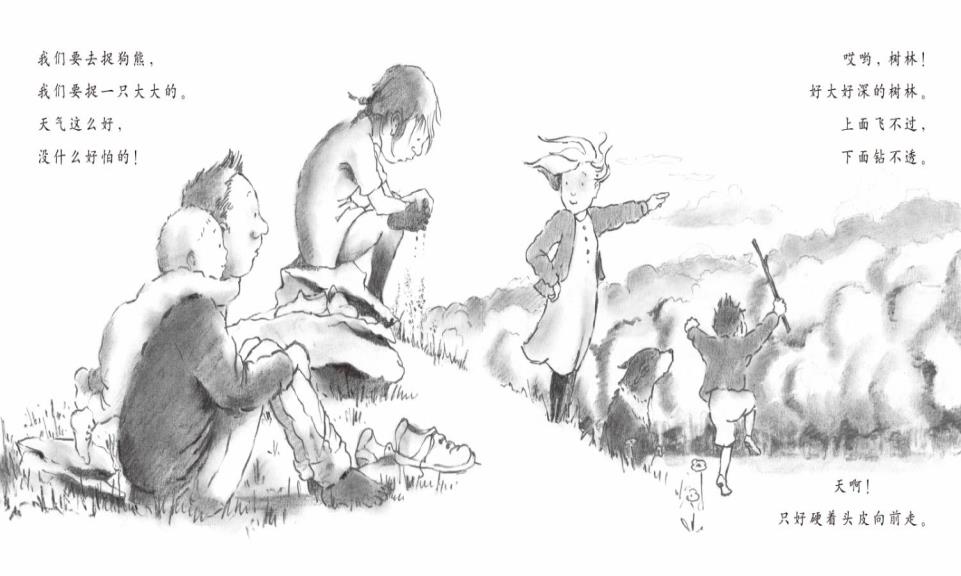 我们要去捉狗熊，
我们要捉一只大大的。
天气这么好，
没什么好怕的！
哎哟，树林！
好大好深的树林。
上面飞不过，
下面钻不透。
天啊！
只好硬着头皮向前走。